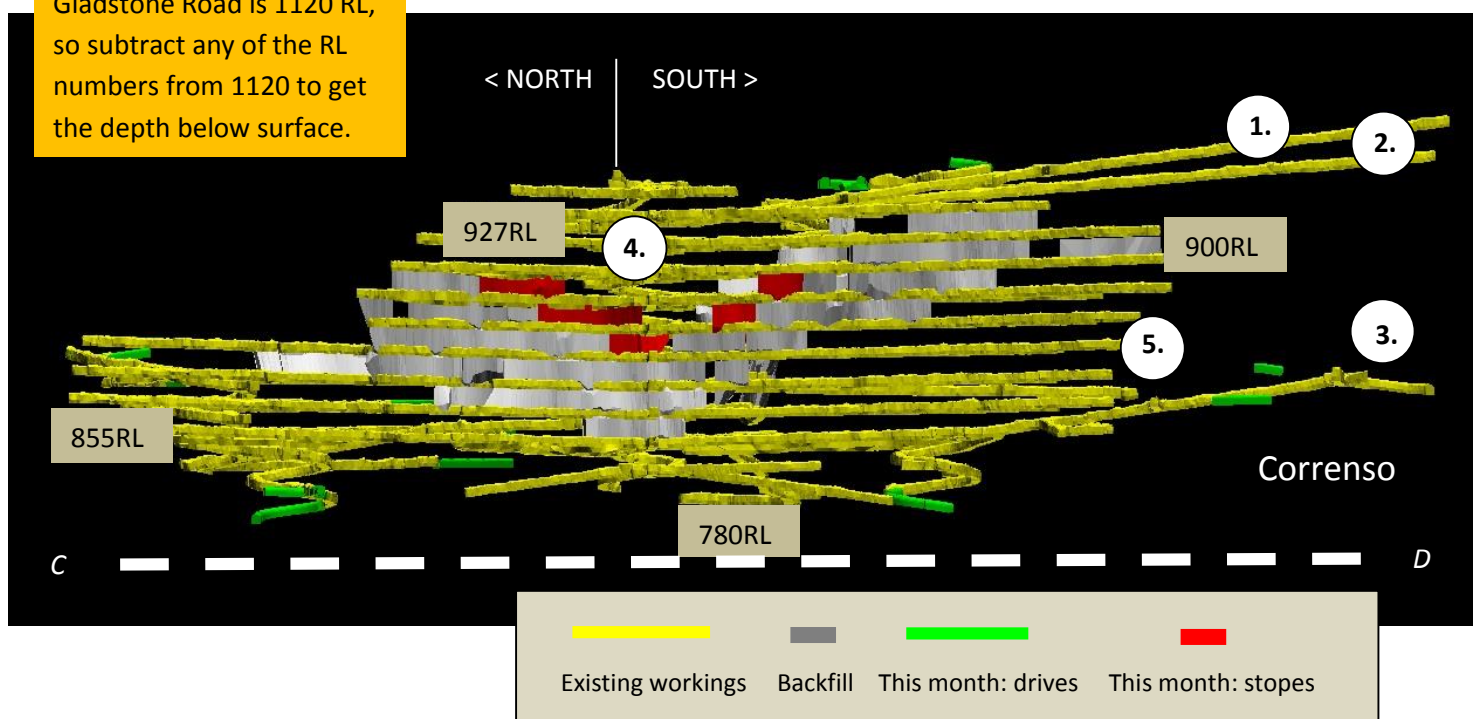 Gladstone Road is 1120 RL,
so subtract any of the RL
numbers from 1120 to get
the depth below surface.
< NORTH
SOUTH >
1.
2.
927RL
4.
900RL
3.
5.
855RL
Correnso
780RL
C
D
Existing workings
Backfill
This month: drives
This month: stopes